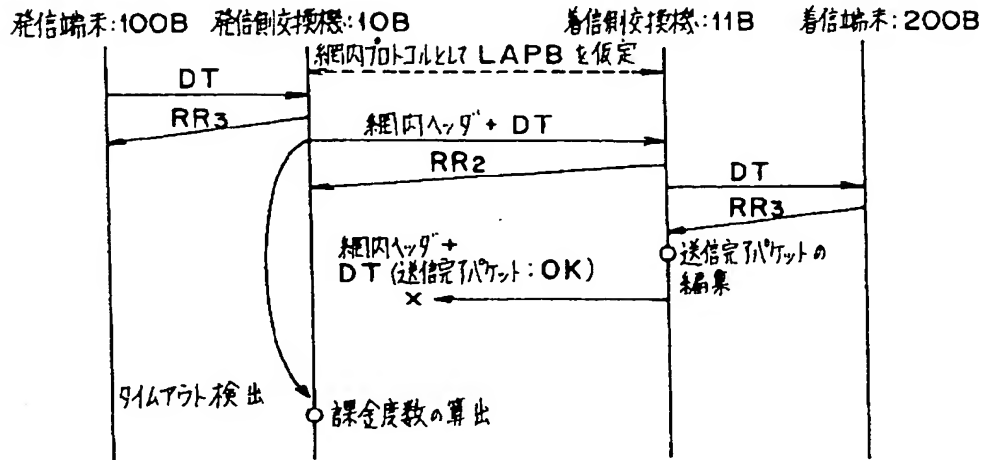 発信端末:100B 発信側交換機:10B 着信側交換機:11B 着信端末:200B
網内プロトコルとして LAPB を仮定
DT
RR3
網内ヘッダ + DT
RR2
DT
RR3
網内ヘッダ +
DT (送信完了パケット:OK)
×
送信完了パケットの
編集
タイムアウト検出
課金度数の算出